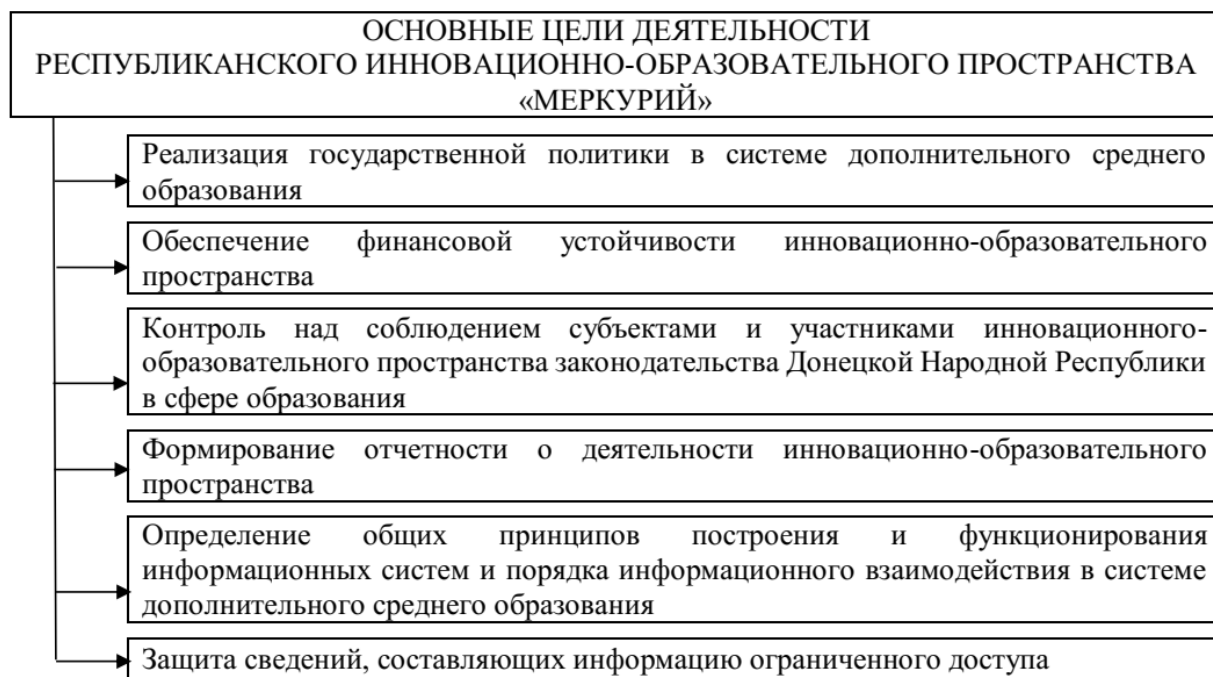 ОСНОВНЫЕ ЦЕЛИ ДЕЯТЕЛЬНОСТИ
РЕСПУБЛИКАНСКОГО ИННОВАЦИОННО-ОБРАЗОВАТЕЛЬНОГО ПРОСТРАНСТВА
«МЕРКУРИЙ»
Реализация государственной политики в системе дополнительного среднего
образования
Обеспечение финансовой устойчивости инновационно-образовательного
пространства
Контроль над соблюдением субъектами и участниками инновационного-
образовательного пространства законодательства Донецкой Народной Республики
в сфере образования
Формирование отчетности о деятельности инновационно-образовательного
пространства
Определение общих принципов построения и функционирования
информационных систем и порядка информационного взаимодействия в системе
дополнительного среднего образования
Защита сведений, составляющих информацию ограниченного доступа